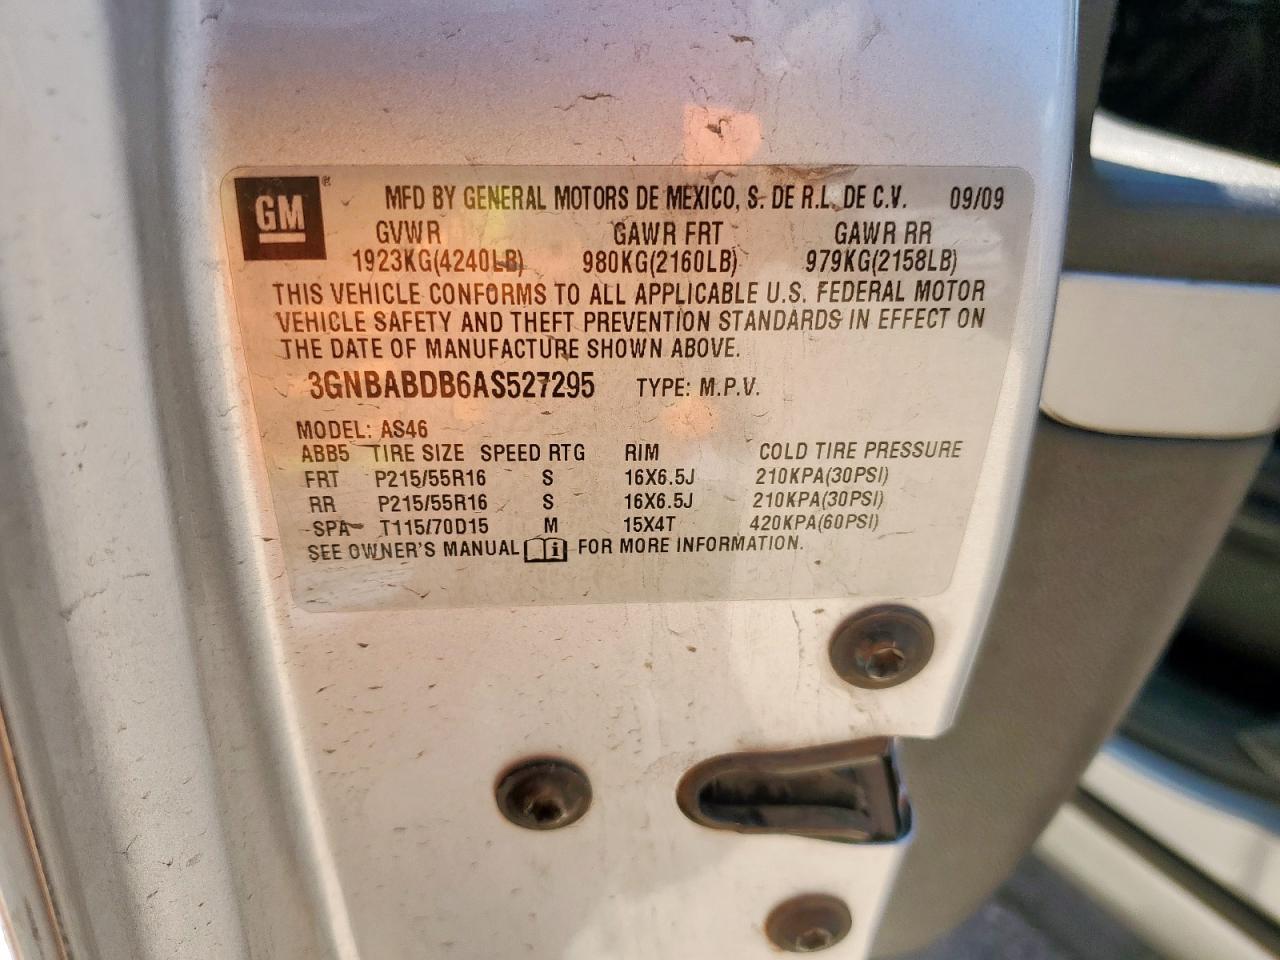 GM® MFD BY GENERAL MOTORS DE MEXICO, S. DE R.L. DE C.V. 09/09
GVWR GAWR FRT GAWR RR
1923KG(4240LB) 980KG(2160LB) 979KG(2158LB)
THIS VEHICLE CONFORMS TO ALL APPLICABLE U.S. FEDERAL MOTOR
VEHICLE SAFETY AND THEFT PREVENTION STANDARDS IN EFFECT ON
THE DATE OF MANUFACTURE SHOWN ABOVE.
3GNBABDB6AS527295 TYPE: M.P.V.
MODEL: AS46
ABB5 TIRE SIZE SPEED RTG RIM COLD TIRE PRESSURE
FRT P215/55R16 S 16X6.5J 210KPA(30PSI)
RR P215/55R16 S 16X6.5J 210KPA(30PSI)
SPA T115/70D15 M 15X4T 420KPA(60PSI)
SEE OWNER'S MANUAL i FOR MORE INFORMATION.